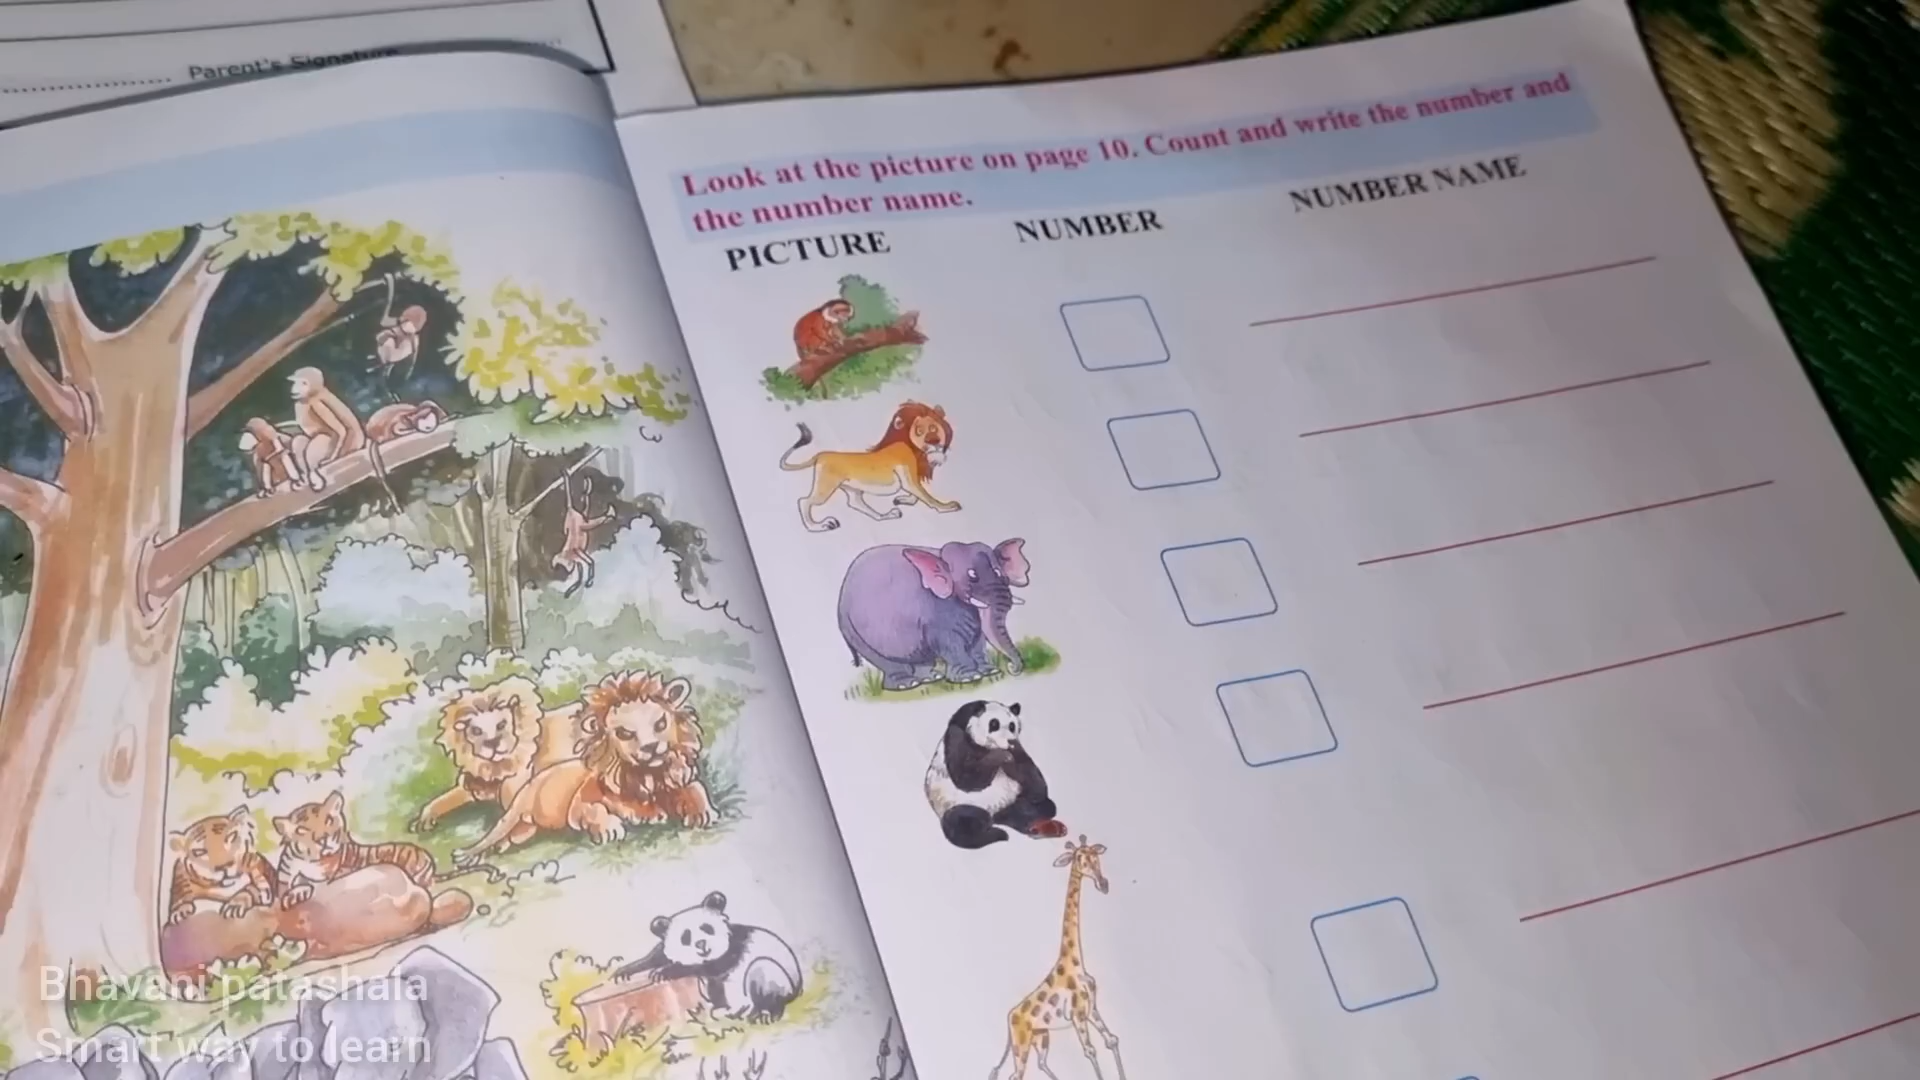 Parent's Signature
Look at the picture on page 10. Count and write the number and
the number name.
PICTURE NUMBER NUMBER NAME
Bhavani patashala
Smart way to learn